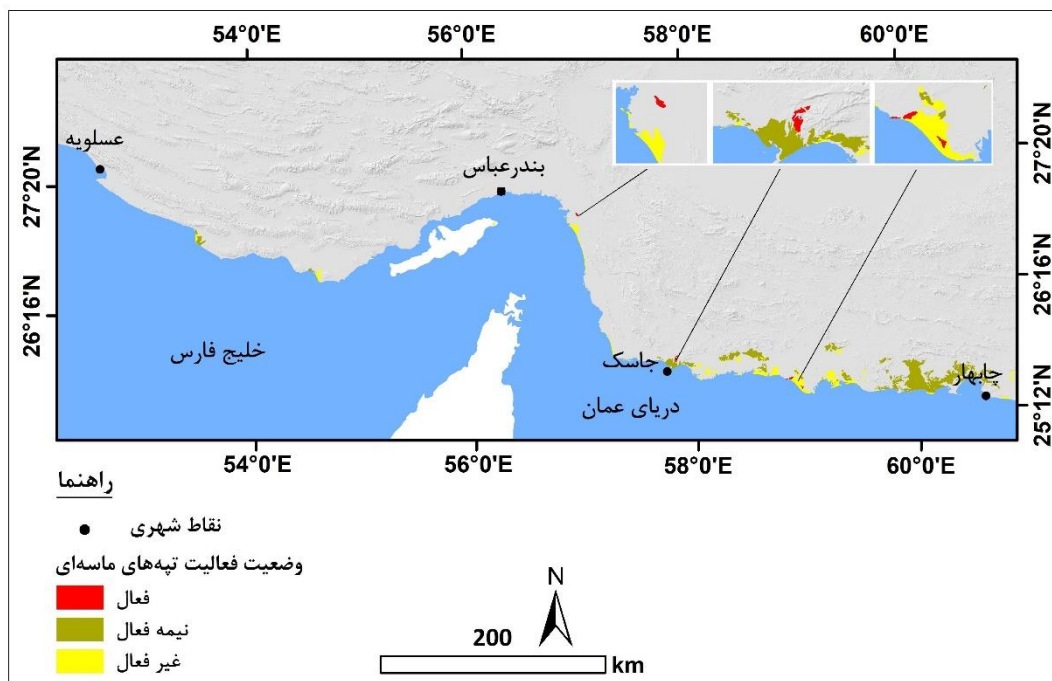 54°0'E 56°0'E 58°0'E 60°0'E
27°20'N
27°20'N
عسلویه
بندرعباس
26°16'N
26°16'N
خلیج فارس
جاسک
چابهار
دریای عمان
25°12'N
54°0'E 56°0'E 58°0'E 60°0'E
راهنما
نقاط شهری
وضعیت فعالیت تپه‌های ماسه‌ای
فعال
نیمه فعال
غیر فعال
N
200
km